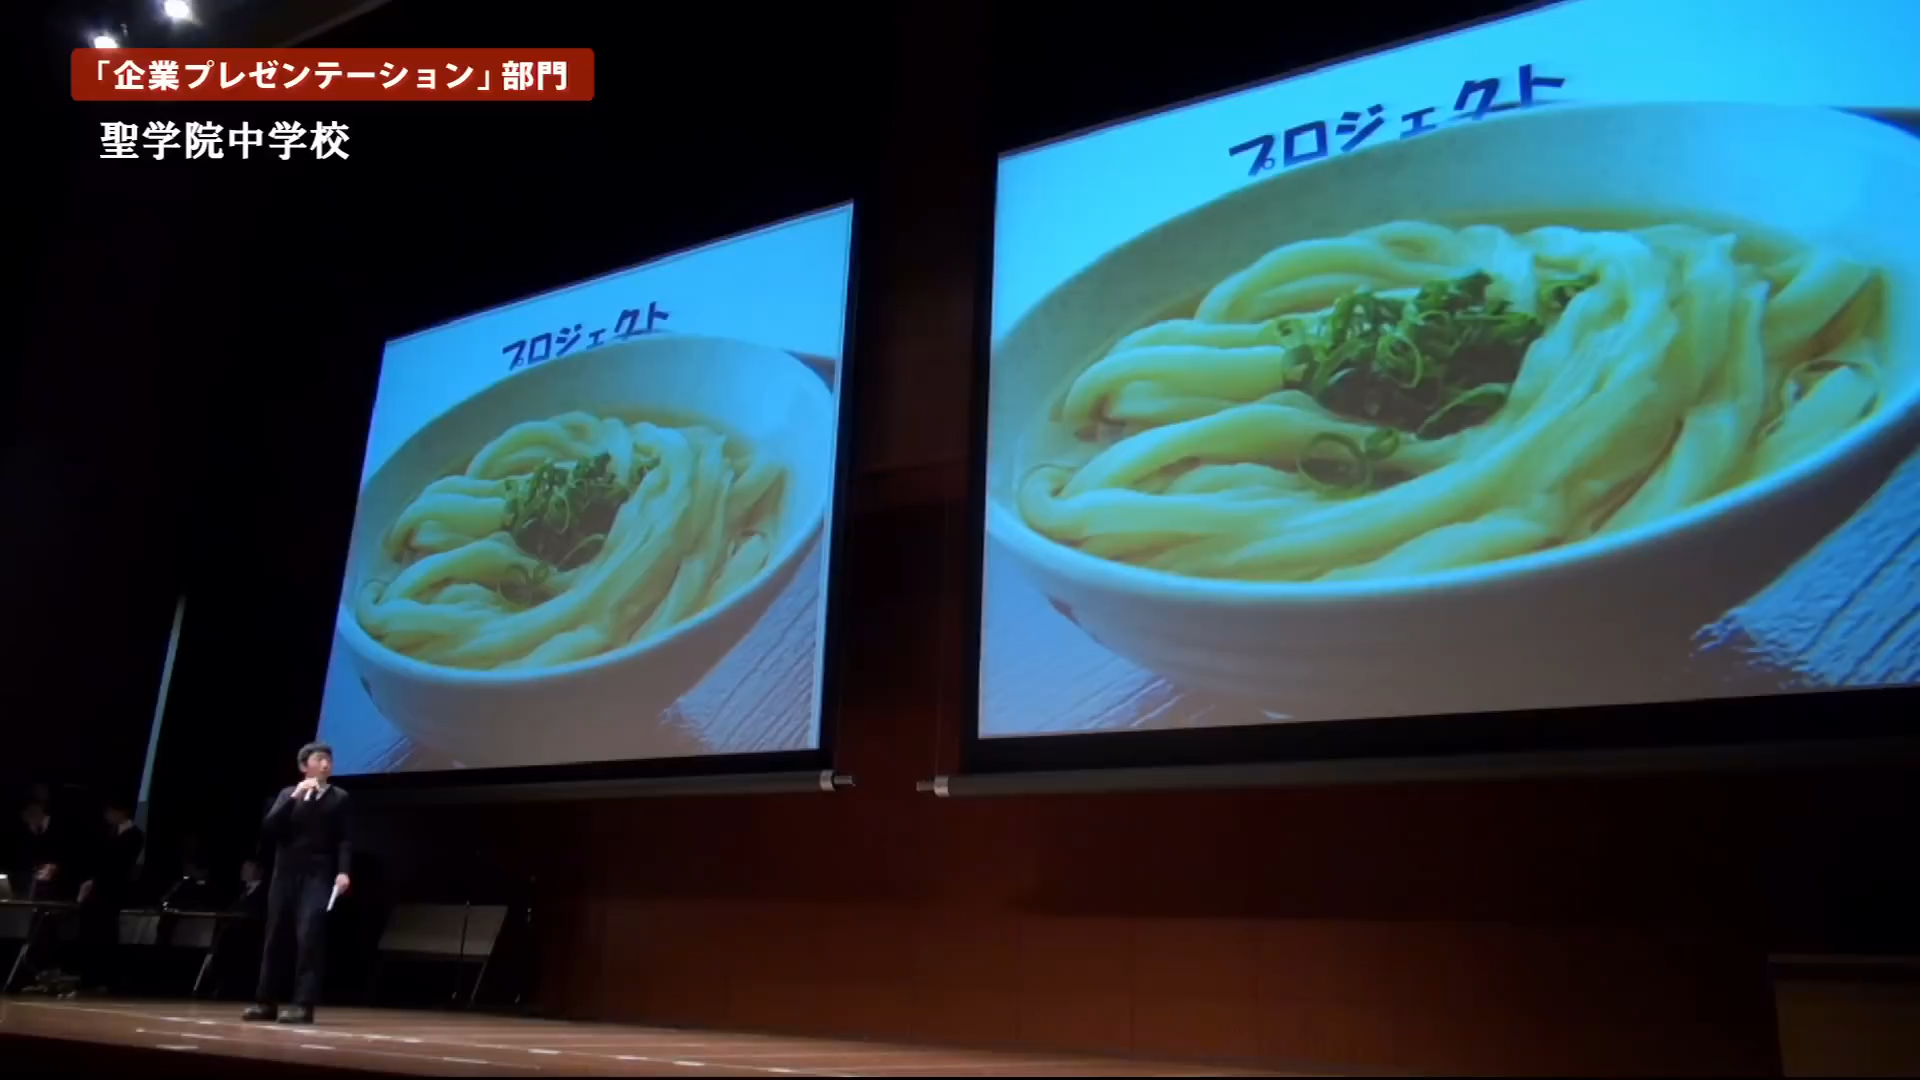 「企業プレゼンテーション」部門
聖学院中学校
プロジェクト
プロジェクト